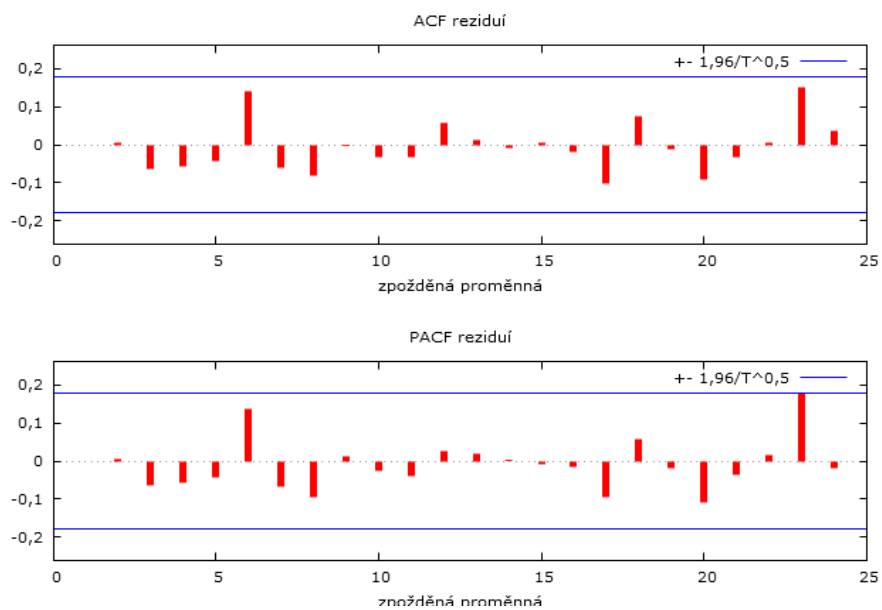 ACF reziduí
+- 1,96/T^0,5
0,2
0,1
0
-0,1
-0,2
0 5 10 15 20 25
zpožděná proměnná
PACF reziduí
+- 1,96/T^0,5
0,2
0,1
0
-0,1
-0,2
0 5 10 15 20 25
zpožděná proměnná